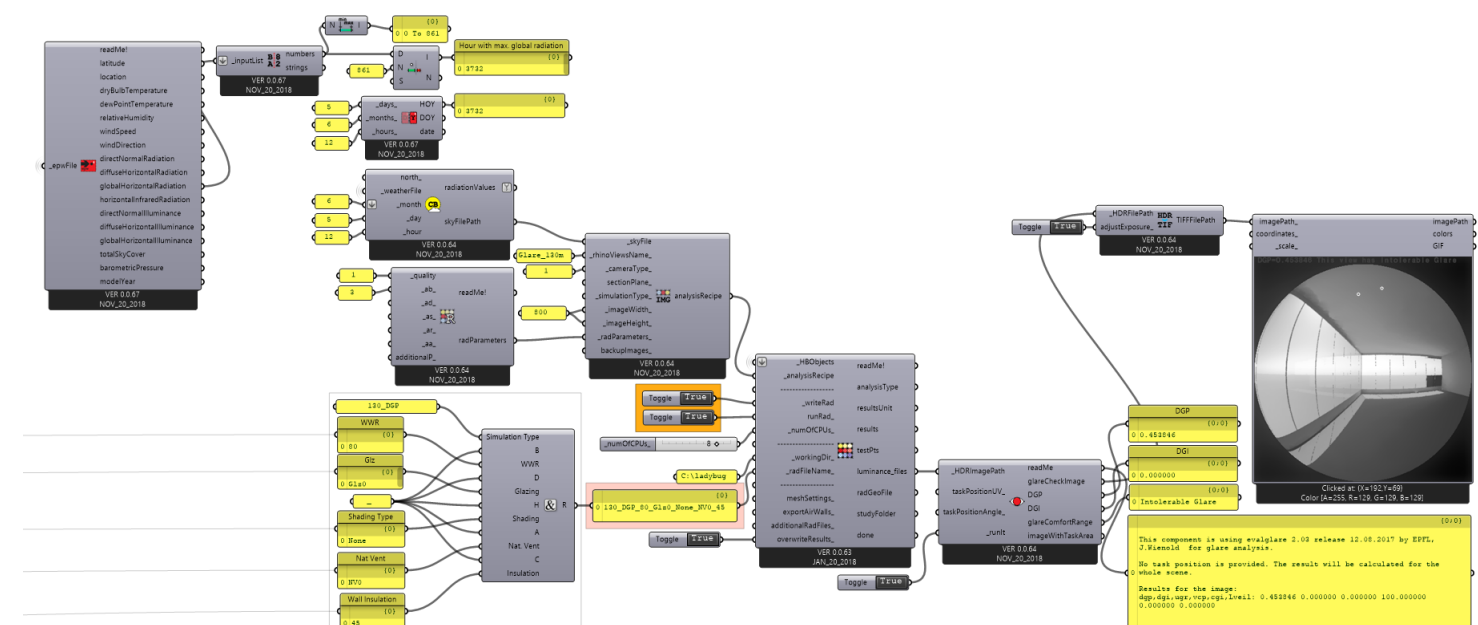 readMe!
latitude
location
dryBulbTemperature
dewPointTemperature
relativeHumidity
windSpeed
windDirection
directNormalRadiation
_epwFile
diffuseHorizontalRadiation
globalHorizontalRadiation
horizontalInfraredRadiation
directNormalIlluminance
diffuseHorizontalIlluminance
globalHorizontalIlluminance
totalSkyCover
barometricPressure
modelYear
VER 0.0.67
NOV_20_2018
_inputList
numbers
strings
VER 0.0.67
NOV_20_2018
N I
{0}
0 0 To 861
861
D I
N
S N
Hour with max. global radiation
{0}
0 3732
5
6
12
_days_ HOY
_months_ DOY
_hours_ date
VER 0.0.67
NOV_20_2018
{0}
0 3732
6
5
12
north_
_weatherFile
_month
_day
_hour
CB
radiationValues
skyFilePath
VER 0.0.64
NOV_20_2018
1
3
_quality
_ab_
_ad_
_as_
_ar_
_aa_
additionalP_
readMe!
radParameters
VER 0.0.64
NOV_20_2018
Glare_130m
1
800
_skyFile
_rhinoViewsName_
_cameraType_
sectionPlane_
_simulationType_
IMG
analysisRecipe
_imageWidth_
_imageHeight_
_radParameters_
backupImages_
VER 0.0.64
NOV_20_2018
130_DGP
WWR
{0}
0 80
Glz
{0}
0 Gls0
_
Shading Type
{0}
0 None
Nat Vent
{0}
0 NV0
Wall Insulation
{0}
0 45
Simulation Type
B
WWR
D
Glazing
H & R
Shading
A
Nat. Vent
C
Insulation
Toggle True
Toggle True
_numOfCPUs_ 8
C:\ladybug
{0}
0 130_DGP_80_Gls0_None_NV0_45
Toggle True
_HBObjects
_analysisRecipe
----------------
_writeRad
runRad_
_numOfCPUs_
----------------
_workingDir_
_radFileName_
----------------
meshSettings_
exportAirWalls_
additionalRadFiles_
overwriteResults_
readMe!
analysisType
resultsUnit
results
testPts
luminance_files
radGeoFile
studyFolder
done
VER 0.0.63
JAN_20_2018
Toggle True
_HDRImagePath
taskPositionUV_
taskPositionAngle_
_runIt
readMe
glareCheckImage
DGP
DGI
glareComfortRange
imageWithTaskArea
VER 0.0.64
NOV_20_2018
Toggle True
_HDRFilePath
adjustExposure_
HDR
TIF
TIFFFilePath
VER 0.0.64
NOV_20_2018
imagePath_
coordinates_
_scale_
imagePath
colors
GIF
Clicked at: {X=192,Y=69}
Color [A=255, R=129, G=129, B=129]
DGP
{0;0}
0 0.453846
DGI
{0;0}
0 0.000000
{0;0}
0 Intolerable Glare
{0;0}
This component is using evalglare 2.03 release 12.08.2017 by EPFL,
J.Wienold for glare analysis.
No task position is provided. The result will be calculated for the
0 whole scene.
Results for the image:
dgp,dgi,ugr,vcp,cgi,Lveil: 0.453846 0.000000 0.000000 100.000000
0.000000 0.000000